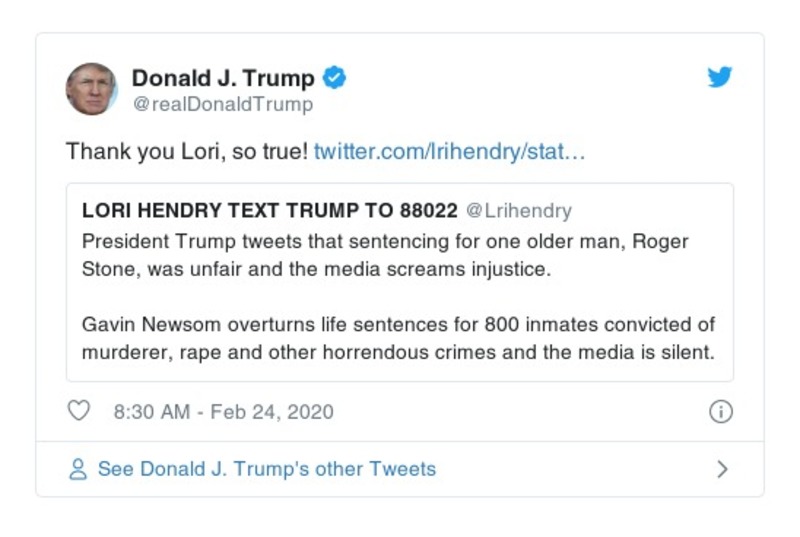 Donald J. Trump
@realDonaldTrump
Thank you Lori, so true! twitter.com/lrihendry/stat…
LORI HENDRY TEXT TRUMP TO 88022 @Lrihendry
President Trump tweets that sentencing for one older man, Roger
Stone, was unfair and the media screams injustice.
Gavin Newsom overturns life sentences for 800 inmates convicted of
murderer, rape and other horrendous crimes and the media is silent.
8:30 AM - Feb 24, 2020
See Donald J. Trump's other Tweets